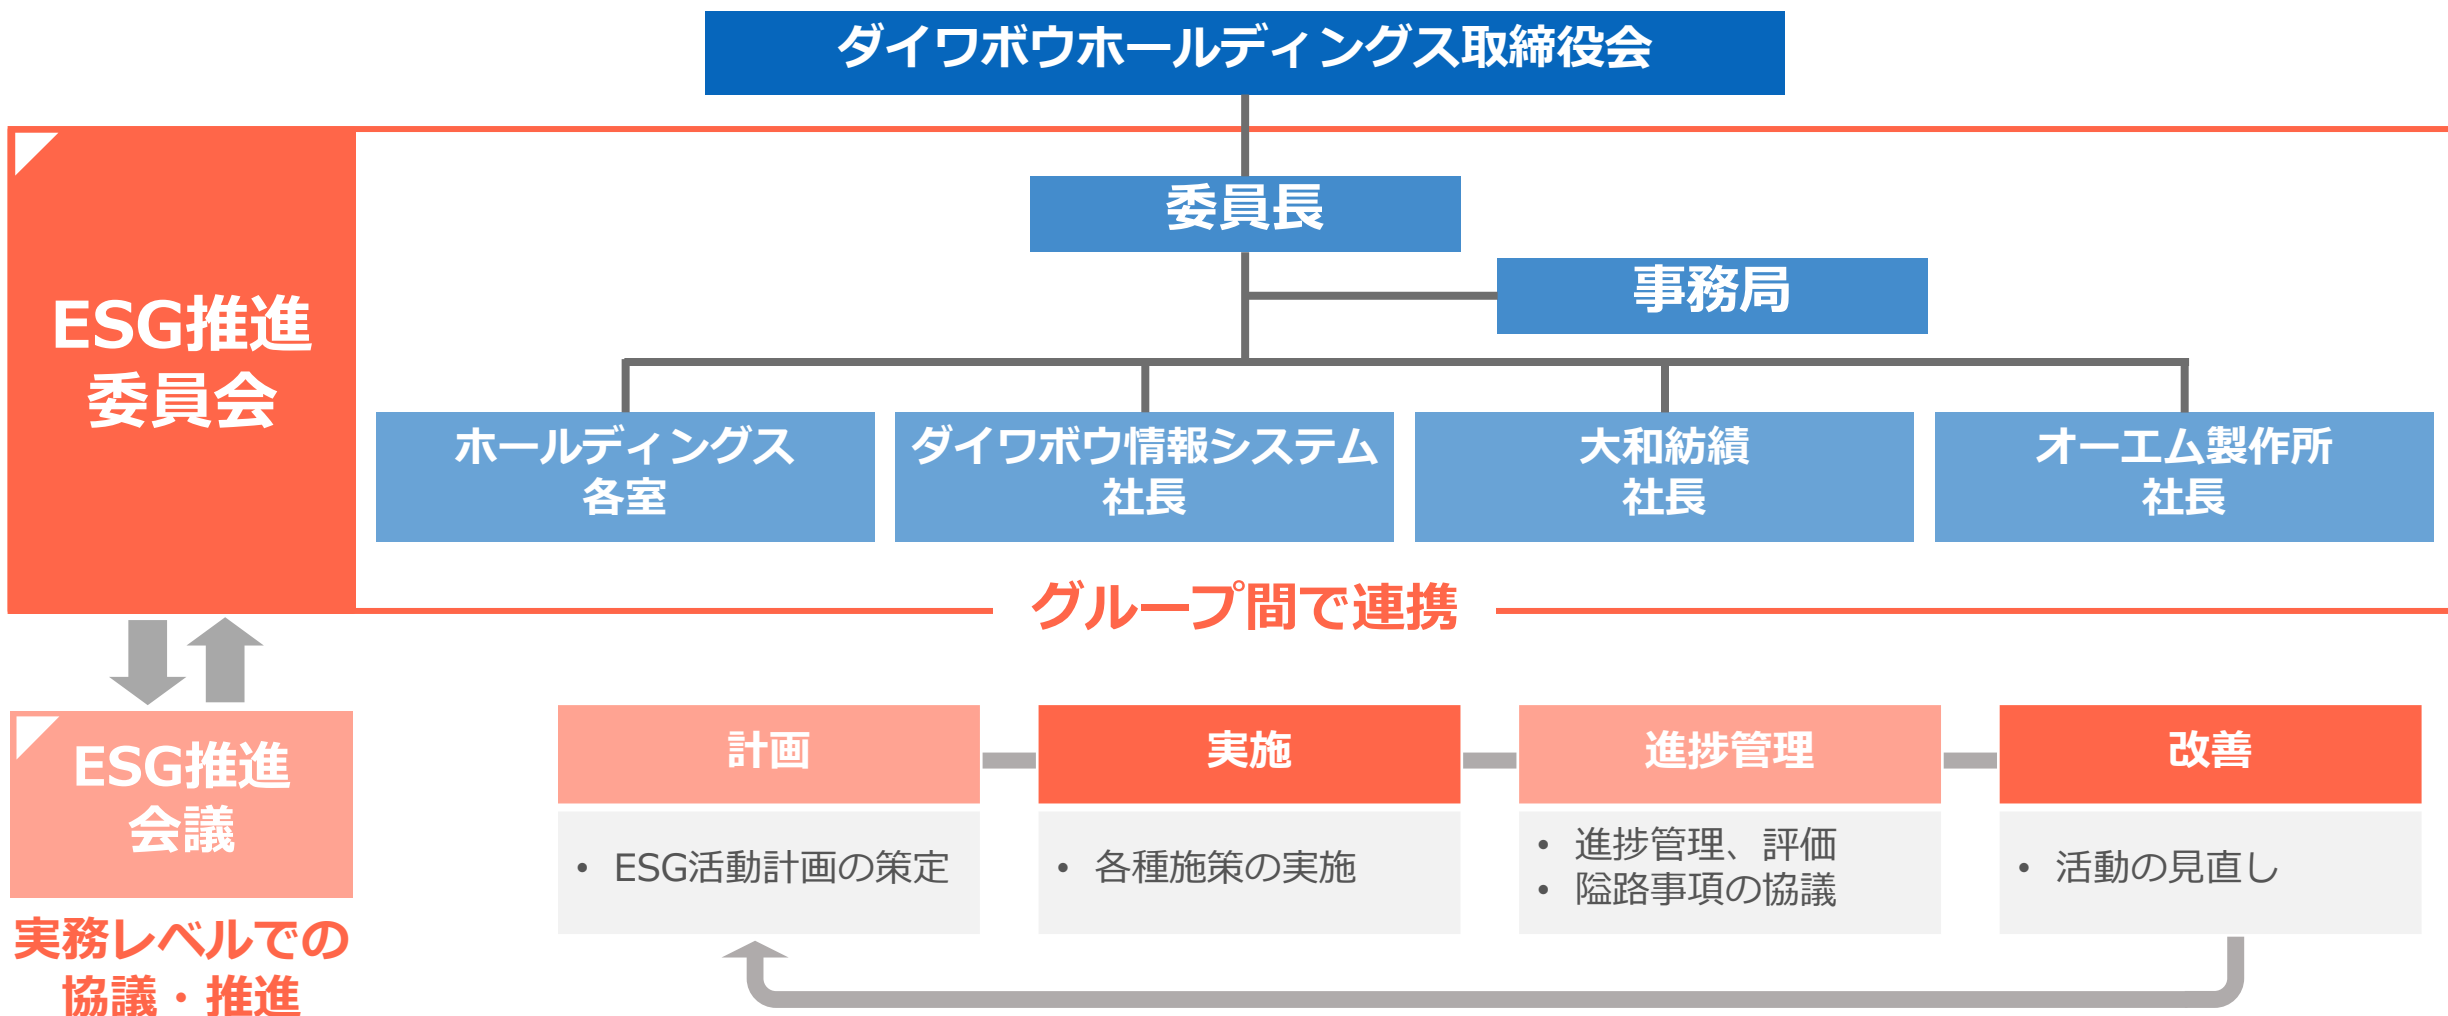 ダイワボウホールディングス取締役会
委員長
事務局
ESG推進
委員会
ホールディングス
各室
ダイワボウ情報システム
社長
大和紡績
社長
オーエム製作所
社長
グループ間で連携
ESG推進
会議
実務レベルでの
協議・推進
計画
• ESG活動計画の策定
実施
• 各種施策の実施
進捗管理
• 進捗管理、評価
• 隘路事項の協議
改善
• 活動の見直し